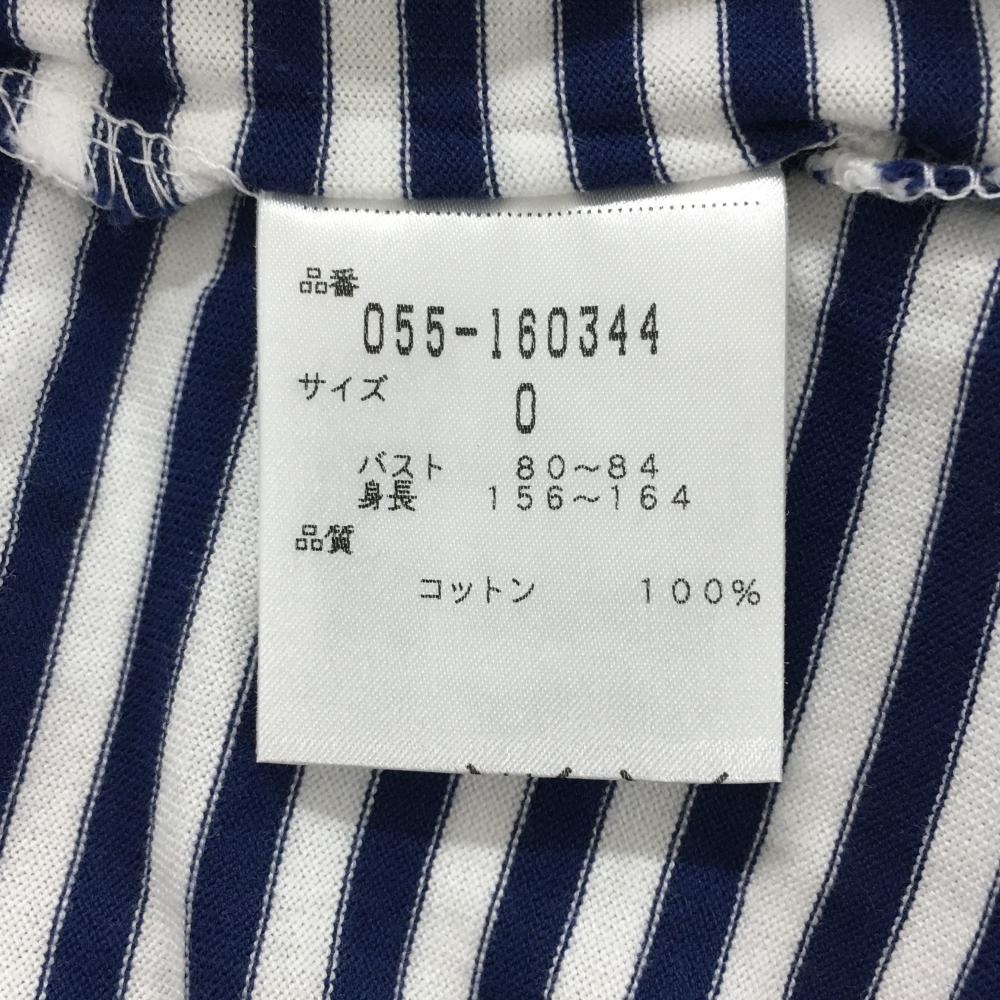 品番
055-160344
サイズ
0
バスト 80〜84
身長 156〜164
品質
コットン 100%